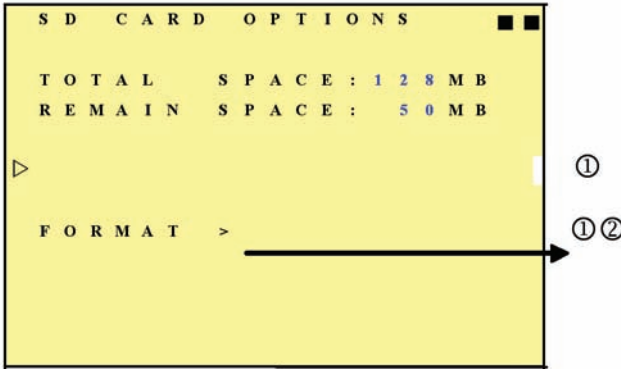 SD CARD OPTIONS
TOTAL SPACE:128MB
REMAIN SPACE: 50MB
①
FORMAT > ①②